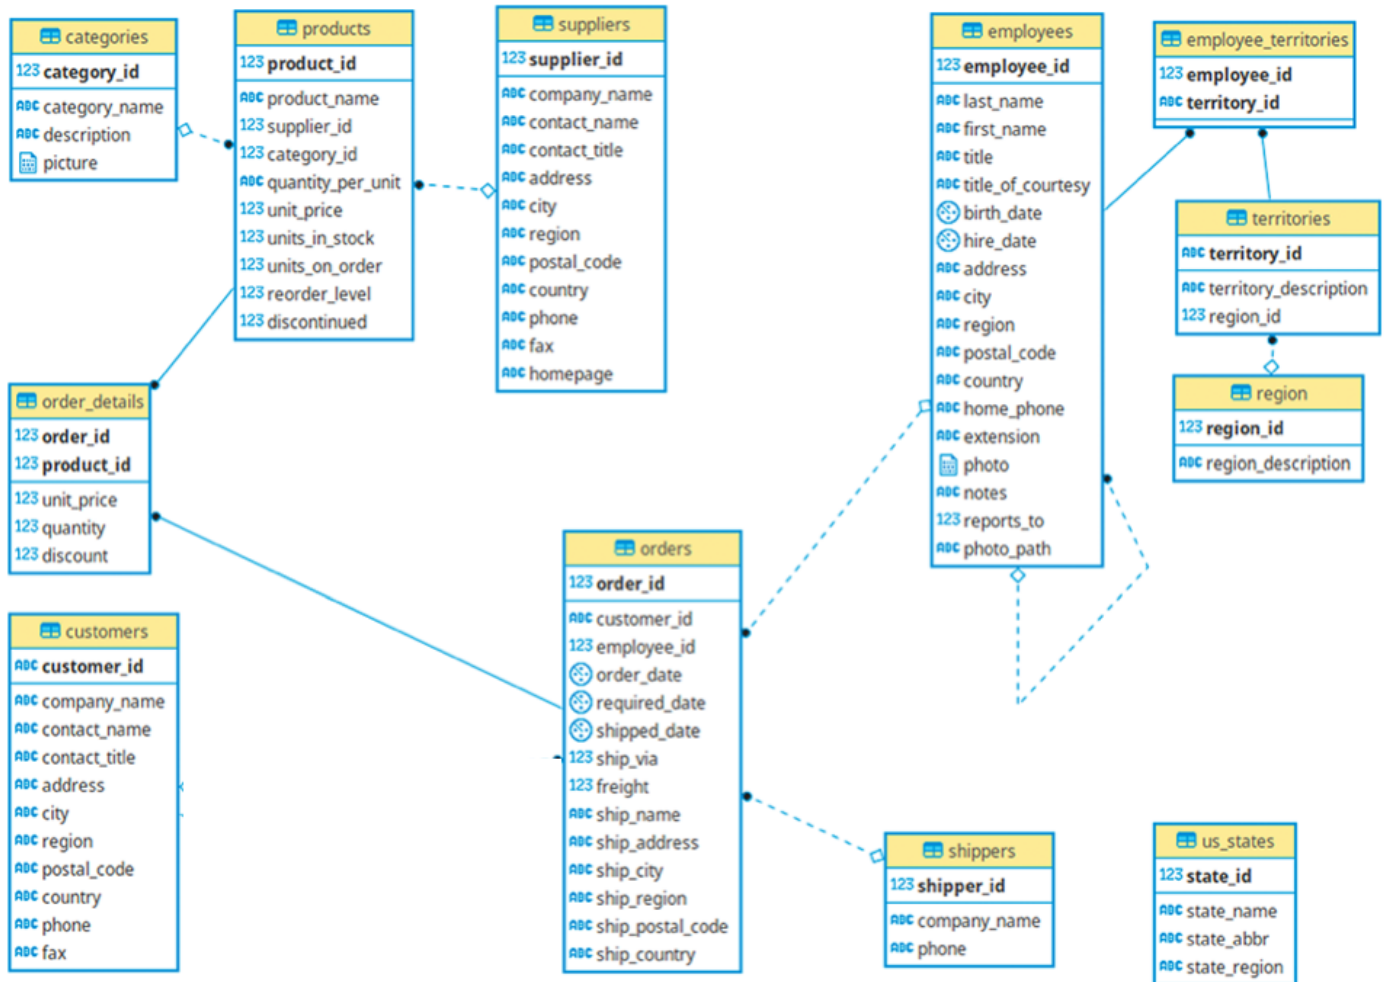 categories
123 category_id
ABC category_name
ABC description
picture
products
123 product_id
ABC product_name
123 supplier_id
123 category_id
ABC quantity_per_unit
123 unit_price
123 units_in_stock
123 units_on_order
123 reorder_level
123 discontinued
suppliers
123 supplier_id
ABC company_name
ABC contact_name
ABC contact_title
ABC address
ABC city
ABC region
ABC postal_code
ABC country
ABC phone
ABC fax
ABC homepage
employees
123 employee_id
ABC last_name
ABC first_name
ABC title
ABC title_of_courtesy
birth_date
hire_date
ABC address
ABC city
ABC region
ABC postal_code
ABC country
ABC home_phone
ABC extension
photo
ABC notes
123 reports_to
ABC photo_path
employee_territories
123 employee_id
ABC territory_id
territories
ABC territory_id
ABC territory_description
123 region_id
region
123 region_id
ABC region_description
order_details
123 order_id
123 product_id
123 unit_price
123 quantity
123 discount
customers
ABC customer_id
ABC company_name
ABC contact_name
ABC contact_title
ABC address
ABC city
ABC region
ABC postal_code
ABC country
ABC phone
ABC fax
orders
123 order_id
ABC customer_id
123 employee_id
order_date
required_date
shipped_date
123 ship_via
123 freight
ABC ship_name
ABC ship_address
ABC ship_city
ABC ship_region
ABC ship_postal_code
ABC ship_country
shippers
123 shipper_id
ABC company_name
ABC phone
us_states
123 state_id
ABC state_name
ABC state_abbr
ABC state_region